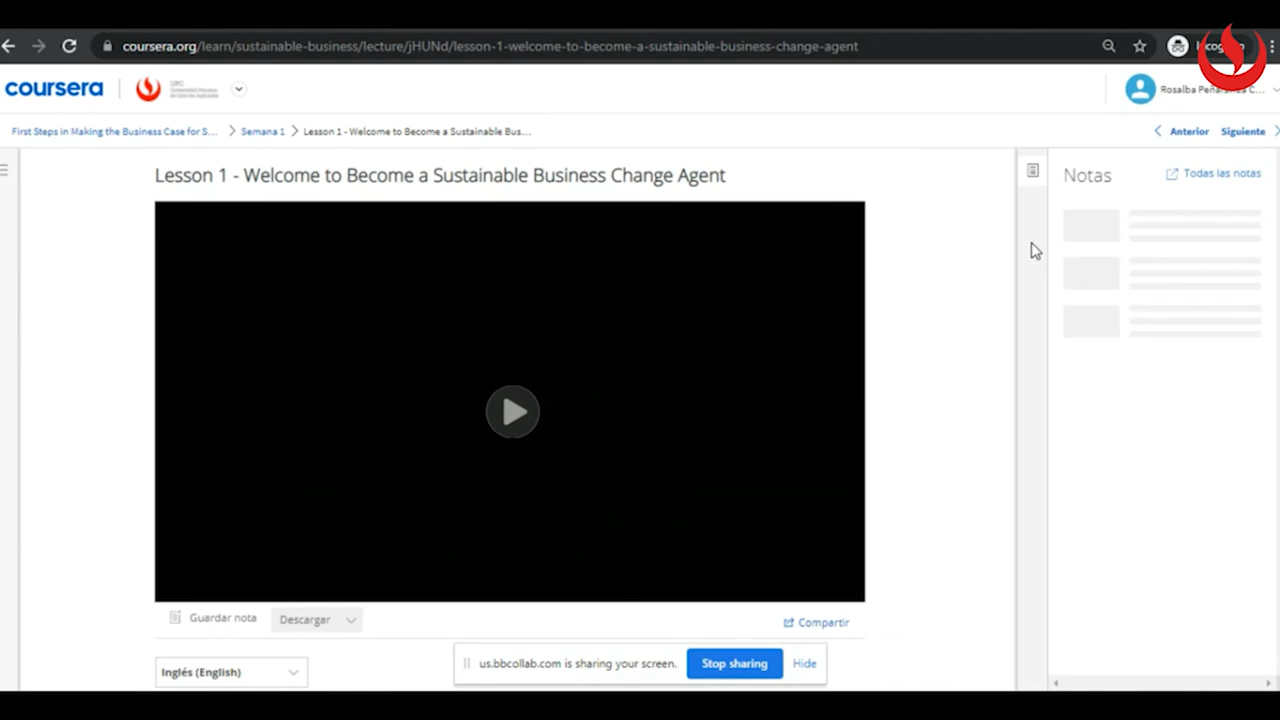 coursera.org/learn/sustainable-business/lecture/jHUNd/lesson-1-welcome-to-become-a-sustainable-business-change-agent
coursera
UPC
Rosalba
First Steps in Making the Business Case for S... Semana 1 Lesson 1 - Welcome to Become a Sustainable Bus... Anterior Siguiente
Lesson 1 - Welcome to Become a Sustainable Business Change Agent
Notas Todas las notas
Guardar nota Descargar Compartir
us.bbcollab.com is sharing your screen. Stop sharing Hide
Inglés (English)